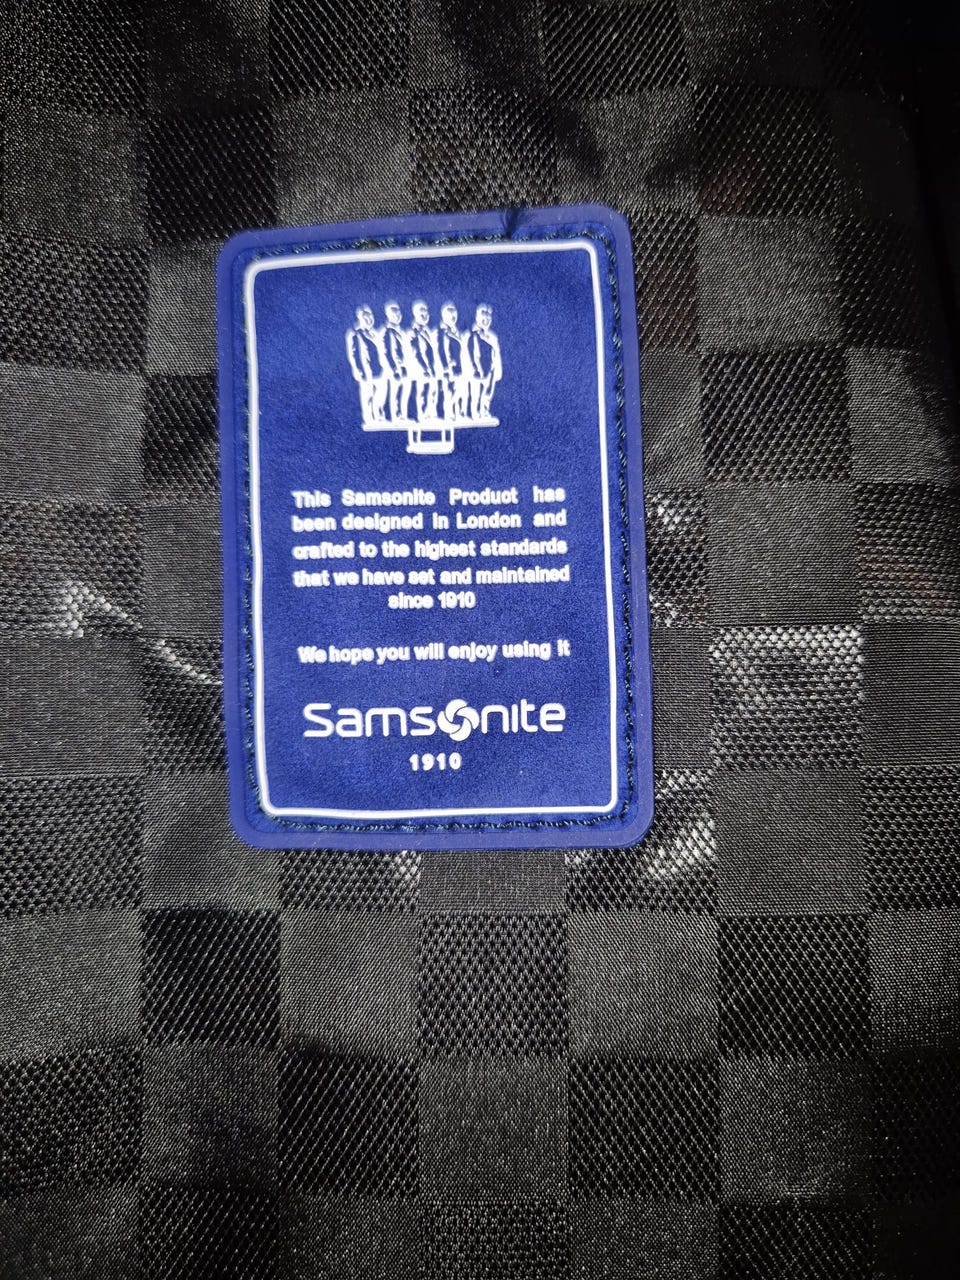 This Samsonite Product has
been designed in London and
crafted to the highest standards
that we have set and maintained
since 1910
We hope you will enjoy using it
Samsonite
1910